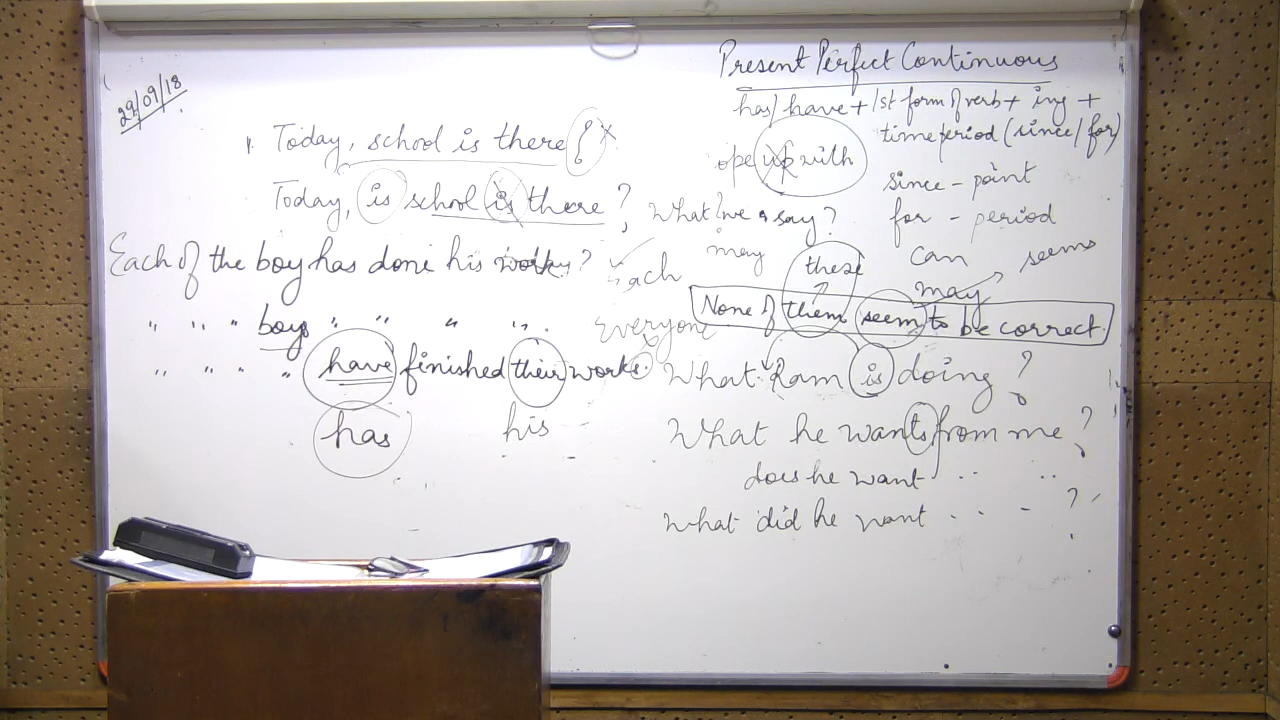 29/09/18
Today, school is there? ×
Today, is school is there?
Each of the boy has done his work?
" " " boys " " " "
" " " " have finished their works.
has his
Present Perfect Continuous
has/have + 1st form of verb + ing +
time period (since/for)
ope up with
since - point
for - period
What we say?
may
can
may
seems
Each
these
None of them seem to be correct.
Everyone
What Ram is doing?
What he wants from me?
does he want " "
What did he want " " - ?